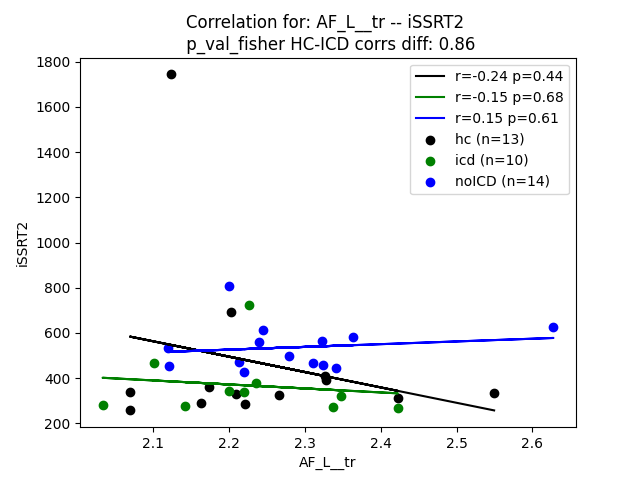 Correlation for: AF_L__tr -- iSSRT2
p_val_fisher HC-ICD corrs diff: 0.86
r=-0.24 p=0.44
r=-0.15 p=0.68
r=0.15 p=0.61
hc (n=13)
icd (n=10)
noICD (n=14)
1800
1600
1400
1200
1000
800
600
400
200
iSSRT2
2.1
2.2
2.3
2.4
2.5
2.6
AF_L__tr